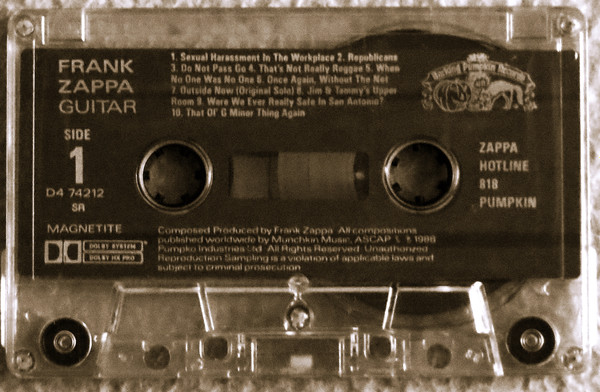 FRANK
ZAPPA
GUITAR
SIDE
1
D4 74212
SR
MAGNETITE
DOLBY SYSTEM
DOLBY HX PRO
1. Sexual Harassment In The Workplace 2. Republicans
3. Do Not Pass Go 4. That's Not Really Reggae 5. When
No One Was No One 6. Once Again, Without The Net
7. Outside Now (Original Solo) 8. Jim & Tammy's Upper
Room 9. Were We Ever Really Safe In San Antonio?
10. That Ol' G Minor Thing Again
Barking Pumpkin Records
ZAPPA
HOTLINE
818
PUMPKIN
Composed Produced by Frank Zappa All compositions
published worldwide by Munchkin Music, ASCAP 1988
Pumpko Industries Ltd. All Rights Reserved. Unauthorized
Reproduction Sampling is a violation of applicable laws and
subject to criminal prosecution